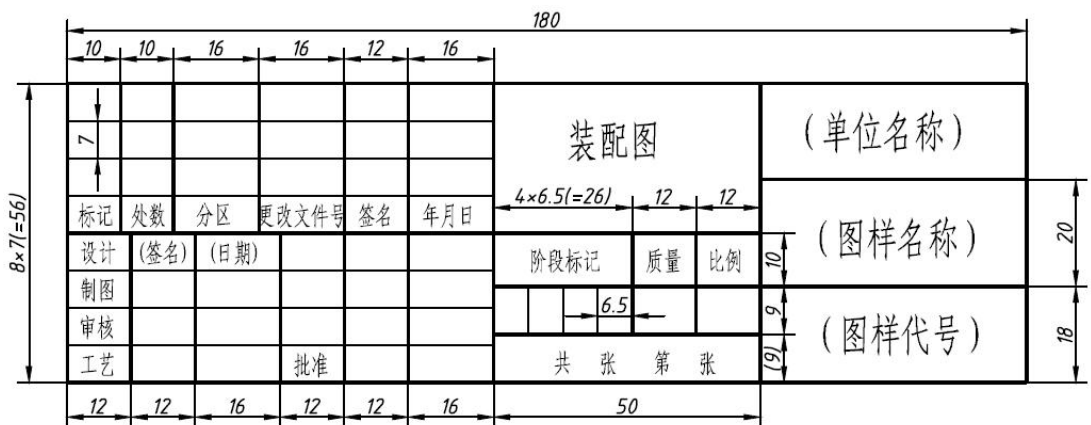 180
10 10 16 16 12 16
8×7(=56)
7
装配图
(单位名称)
4×6.5(=26) 12 12
标记 处数 分区 更改文件号 签名 年月日
(图样名称)
20
设计 (签名) (日期)
阶段标记 质量 比例 10
制图
6.5 9
审核
(图样代号)
18
工艺 批准
共 张 第 张 (9)
12 12 16 12 12 16 50